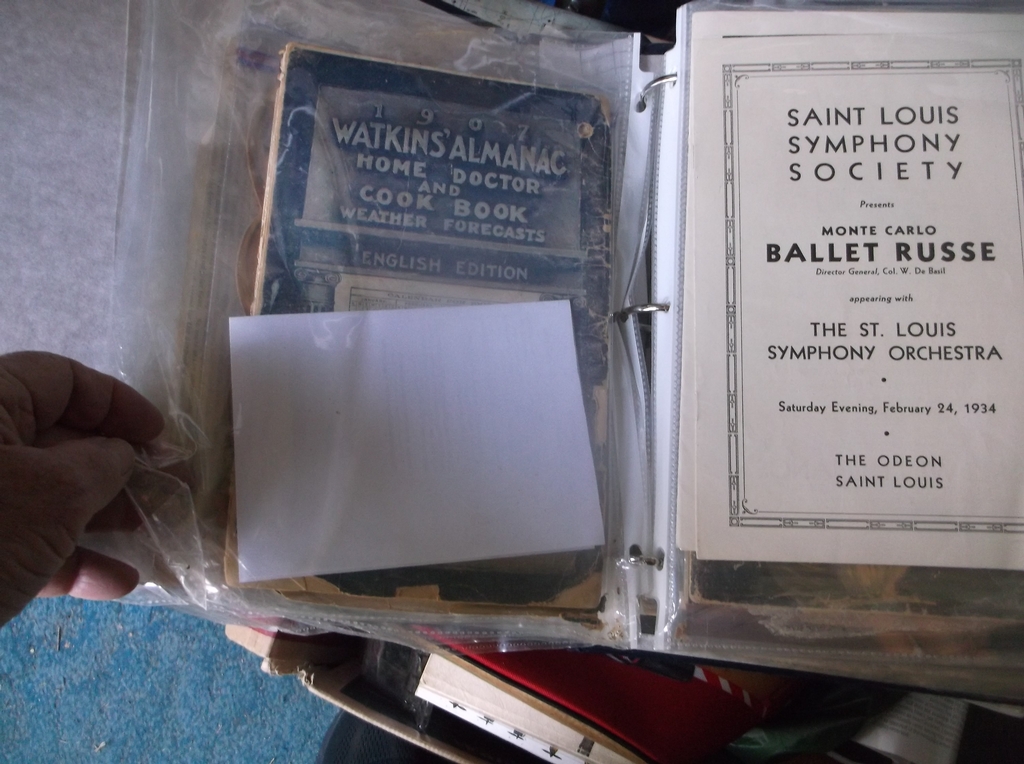 1907
WATKINS' ALMANAC
HOME DOCTOR
AND
COOK BOOK
WEATHER FORECASTS
ENGLISH EDITION
SAINT LOUIS
SYMPHONY
SOCIETY
Presents
MONTE CARLO
BALLET RUSSE
Director General, Col. W. De Basil
appearing with
THE ST. LOUIS
SYMPHONY ORCHESTRA
•
Saturday Evening, February 24, 1934
•
THE ODEON
SAINT LOUIS